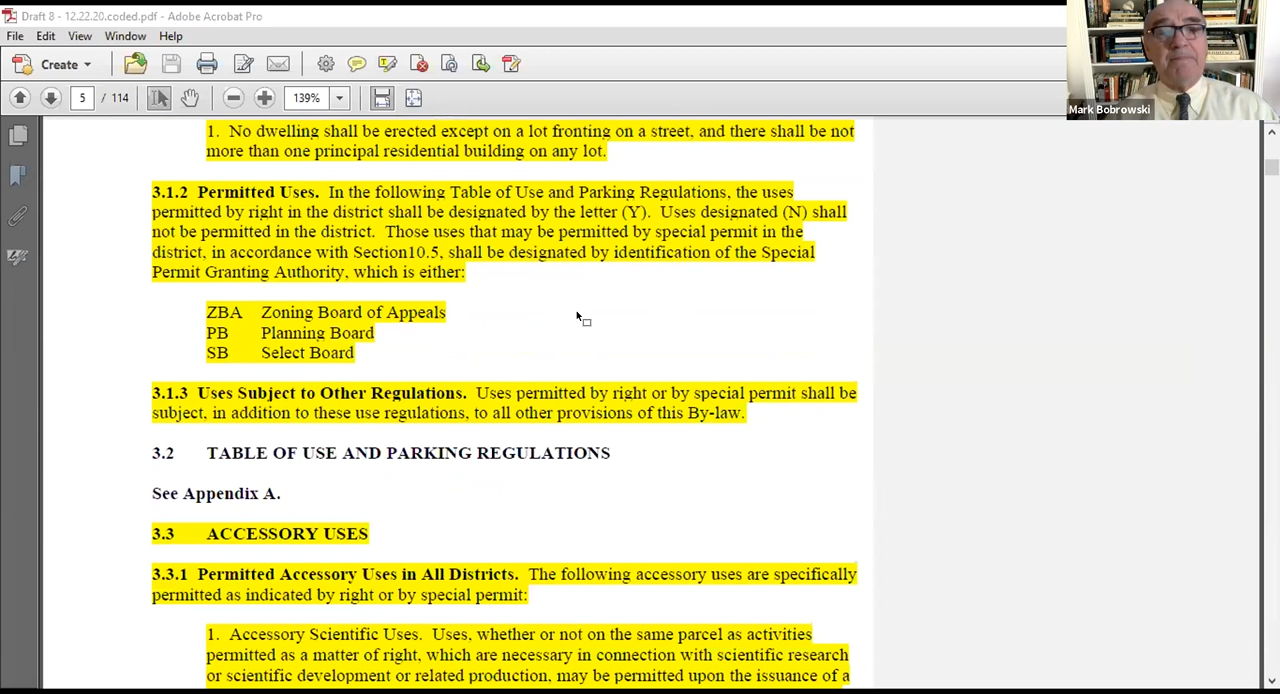 Draft 8 - 12.22.20.coded.pdf - Adobe Acrobat Pro
File Edit View Window Help
Create
5 / 114 139%
Mark Bobrowski
1. No dwelling shall be erected except on a lot fronting on a street, and there shall be not
more than one principal residential building on any lot.
3.1.2 Permitted Uses. In the following Table of Use and Parking Regulations, the uses
permitted by right in the district shall be designated by the letter (Y). Uses designated (N) shall
not be permitted in the district. Those uses that may be permitted by special permit in the
district, in accordance with Section10.5, shall be designated by identification of the Special
Permit Granting Authority, which is either:
ZBA Zoning Board of Appeals
PB Planning Board
SB Select Board
3.1.3 Uses Subject to Other Regulations. Uses permitted by right or by special permit shall be
subject, in addition to these use regulations, to all other provisions of this By-law.
3.2 TABLE OF USE AND PARKING REGULATIONS
See Appendix A.
3.3 ACCESSORY USES
3.3.1 Permitted Accessory Uses in All Districts. The following accessory uses are specifically
permitted as indicated by right or by special permit:
1. Accessory Scientific Uses. Uses, whether or not on the same parcel as activities
permitted as a matter of right, which are necessary in connection with scientific research
or scientific development or related production, may be permitted upon the issuance of a